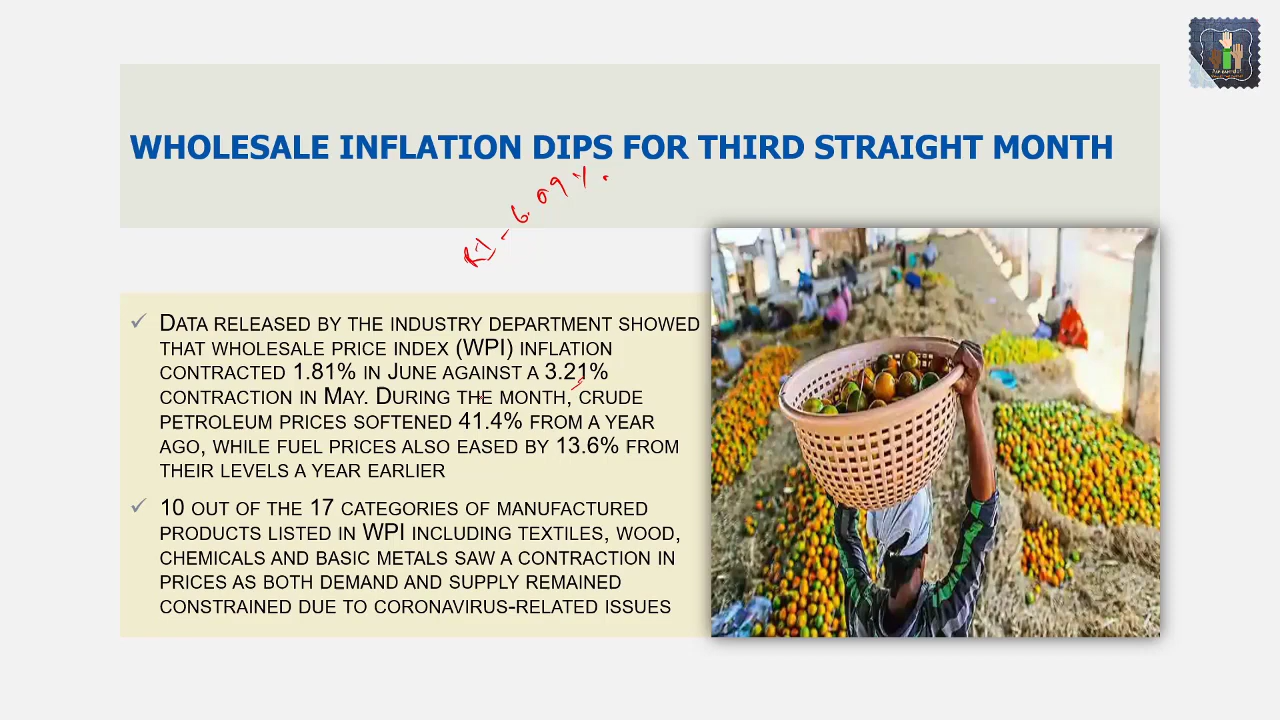 WHOLESALE INFLATION DIPS FOR THIRD STRAIGHT MONTH
RI - 6.09%.
DATA RELEASED BY THE INDUSTRY DEPARTMENT SHOWED
THAT WHOLESALE PRICE INDEX (WPI) INFLATION
CONTRACTED 1.81% IN JUNE AGAINST A 3.21%
CONTRACTION IN MAY. DURING THE MONTH, CRUDE
PETROLEUM PRICES SOFTENED 41.4% FROM A YEAR
AGO, WHILE FUEL PRICES ALSO EASED BY 13.6% FROM
THEIR LEVELS A YEAR EARLIER
10 OUT OF THE 17 CATEGORIES OF MANUFACTURED
PRODUCTS LISTED IN WPI INCLUDING TEXTILES, WOOD,
CHEMICALS AND BASIC METALS SAW A CONTRACTION IN
PRICES AS BOTH DEMAND AND SUPPLY REMAINED
CONSTRAINED DUE TO CORONAVIRUS-RELATED ISSUES